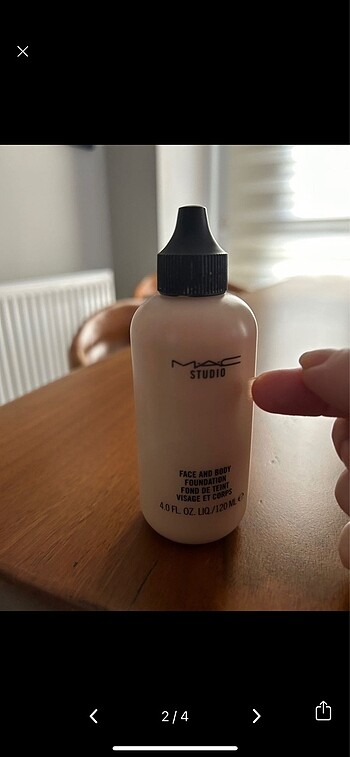 MAC
STUDIO
FACE AND BODY
FOUNDATION
FOND DE TEINT
VISAGE ET CORPS
4.0 FL. OZ. LIQ./120 ML e
2 / 4